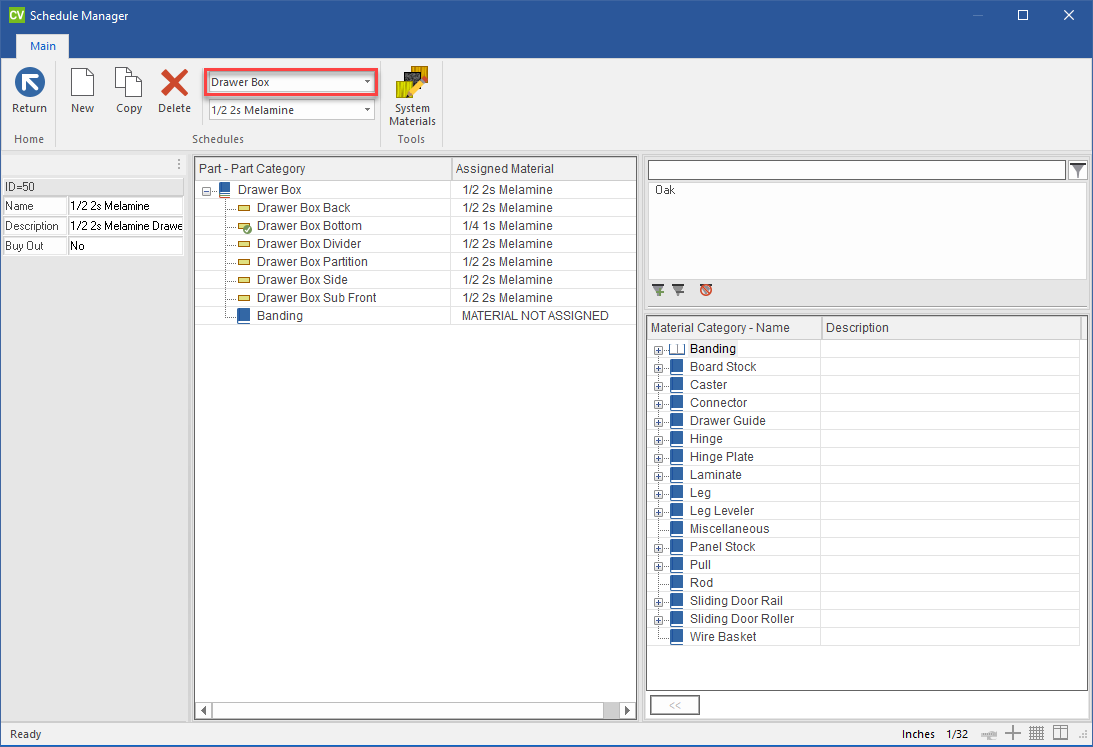 CV Schedule Manager
Main
Return
New
Copy
Delete
Drawer Box
1/2 2s Melamine
System Materials
Home
Schedules
Tools
ID=50
Name 1/2 2s Melamine
Description 1/2 2s Melamine Drawe
Buy Out No
Part - Part Category Assigned Material
Drawer Box 1/2 2s Melamine
Drawer Box Back 1/2 2s Melamine
Drawer Box Bottom 1/4 1s Melamine
Drawer Box Divider 1/2 2s Melamine
Drawer Box Partition 1/2 2s Melamine
Drawer Box Side 1/2 2s Melamine
Drawer Box Sub Front 1/2 2s Melamine
Banding MATERIAL NOT ASSIGNED
Oak
Material Category - Name Description
Banding
Board Stock
Caster
Connector
Drawer Guide
Hinge
Hinge Plate
Laminate
Leg
Leg Leveler
Miscellaneous
Panel Stock
Pull
Rod
Sliding Door Rail
Sliding Door Roller
Wire Basket
<<
Ready
Inches 1/32